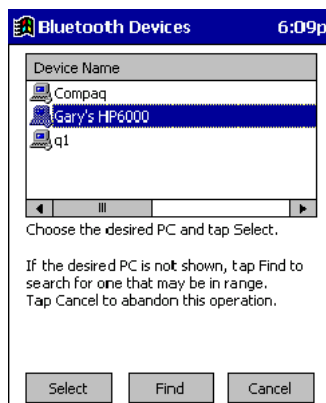 Bluetooth Devices 6:09p
Device Name
Compaq
Gary's HP6000
q1
Choose the desired PC and tap Select.
If the desired PC is not shown, tap Find to
search for one that may be in range.
Tap Cancel to abandon this operation.
Select Find Cancel